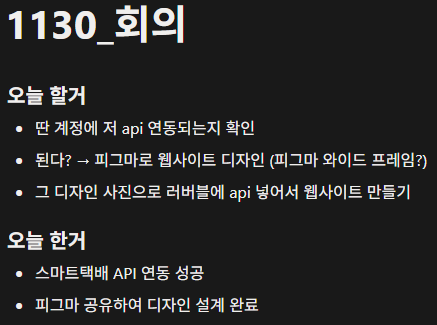 1130_회의
오늘 할거
• 딴 계정에 저 api 연동되는지 확인
• 된다? → 피그마로 웹사이트 디자인 (피그마 와이드 프레임?)
• 그 디자인 사진으로 러버블에 api 넣어서 웹사이트 만들기
오늘 한거
• 스마트택배 API 연동 성공
• 피그마 공유하여 디자인 설계 완료